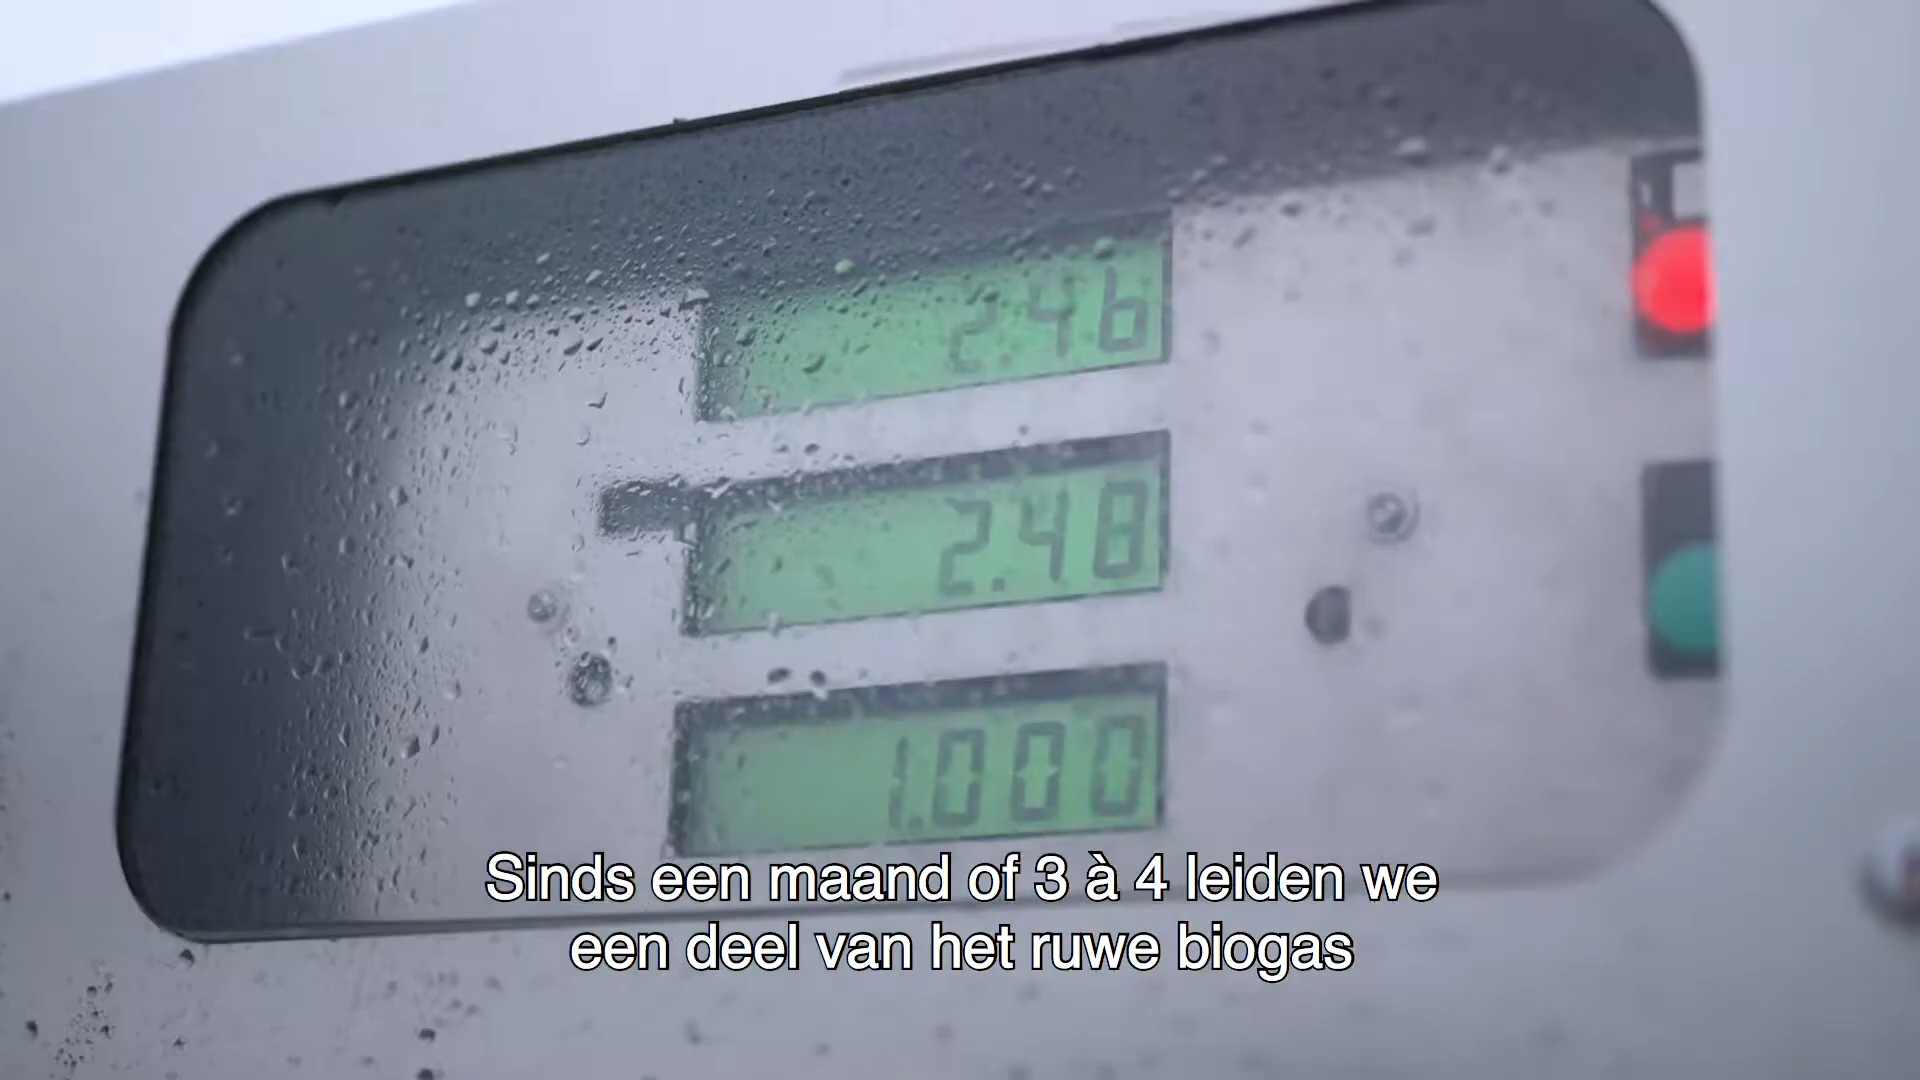 2.46
2.48
1.000
Sinds een maand of 3 à 4 leiden we
een deel van het ruwe biogas